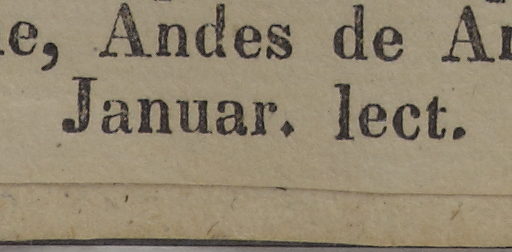 Andes de
Januar. lect.